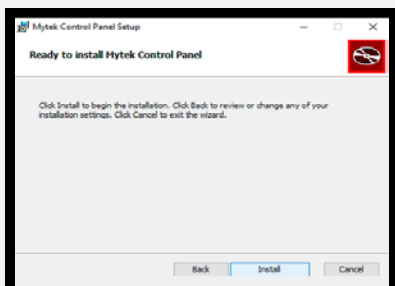 Mytek Control Panel Setup
Ready to install Mytek Control Panel
Click Install to begin the installation. Click Back to review or change any of your
installation settings. Click Cancel to exit the wizard.
Back Install Cancel